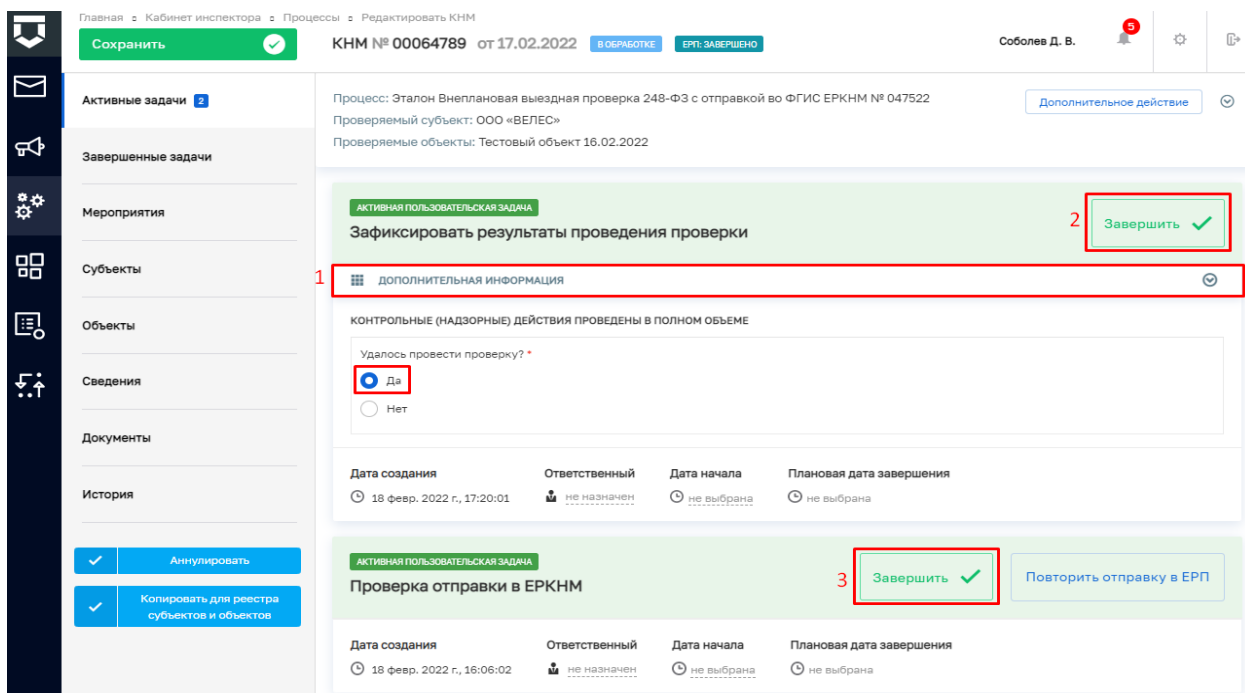 Главная Кабинет инспектора Процессы Редактировать КНМ
Сохранить
КНМ № 00064789 от 17.02.2022 В ОБРАБОТКЕ ЕРП: ЗАВЕРШЕНО
Соболев Д. В. 5
Активные задачи 2
Завершенные задачи
Мероприятия
Субъекты
Объекты
Сведения
Документы
История
Аннулировать
Копировать для реестра
субъектов и объектов
Процесс: Эталон Внеплановая выездная проверка 248-ФЗ с отправкой во ФГИС ЕРКНМ № 047522
Проверяемый субъект: ООО «ВЕЛЕС»
Проверяемые объекты: Тестовый объект 16.02.2022
Дополнительное действие
АКТИВНАЯ ПОЛЬЗОВАТЕЛЬСКАЯ ЗАДАЧА
Зафиксировать результаты проведения проверки
2 Завершить
1 ДОПОЛНИТЕЛЬНАЯ ИНФОРМАЦИЯ
КОНТРОЛЬНЫЕ (НАДЗОРНЫЕ) ДЕЙСТВИЯ ПРОВЕДЕНЫ В ПОЛНОМ ОБЪЕМЕ
Удалось провести проверку? *
Да
Нет
Дата создания Ответственный Дата начала Плановая дата завершения
18 февр. 2022 г., 17:20:01 не назначен не выбрана не выбрана
АКТИВНАЯ ПОЛЬЗОВАТЕЛЬСКАЯ ЗАДАЧА
Проверка отправки в ЕРКНМ
3 Завершить Повторить отправку в ЕРП
Дата создания Ответственный Дата начала Плановая дата завершения
18 февр. 2022 г., 16:06:02 не назначен не выбрана не выбрана